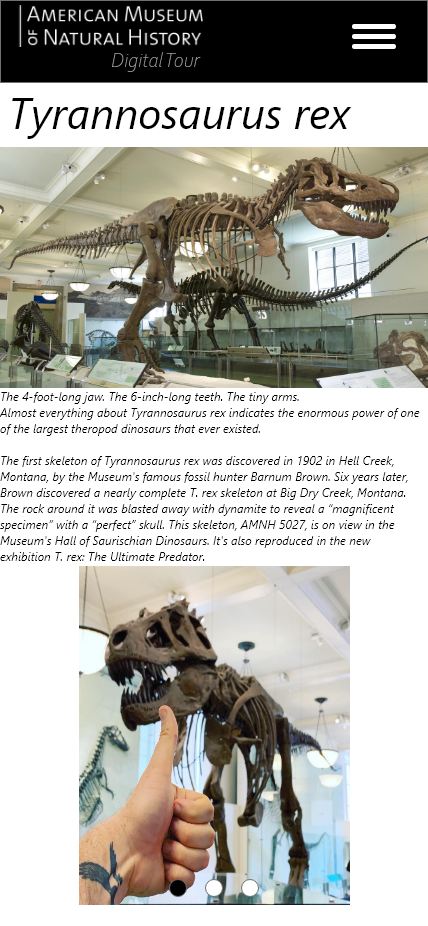 American Museum
of Natural History
Digital Tour
Tyrannosaurus rex
The 4-foot-long jaw. The 6-inch-long teeth. The tiny arms.
Almost everything about Tyrannosaurus rex indicates the enormous power of one
of the largest theropod dinosaurs that ever existed.
The first skeleton of Tyrannosaurus rex was discovered in 1902 in Hell Creek,
Montana, by the Museum's famous fossil hunter Barnum Brown. Six years later,
Brown discovered a nearly complete T. rex skeleton at Big Dry Creek, Montana.
The rock around it was blasted away with dynamite to reveal a “magnificent
specimen” with a “perfect” skull. This skeleton, AMNH 5027, is on view in the
Museum's Hall of Saurischian Dinosaurs. It's also reproduced in the new
exhibition T. rex: The Ultimate Predator.